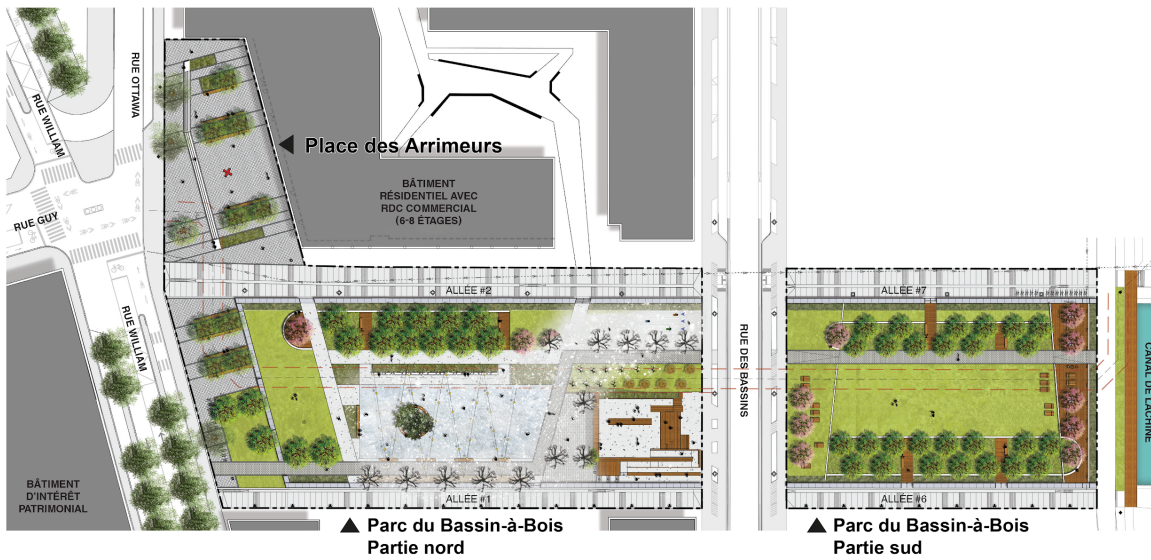 RUE OTTAWA
RUE WILLIAM
Place des Arrimeurs
BÂTIMENT
RÉSIDENTIEL AVEC
RDC COMMERCIAL
(6-8 ÉTAGES)
RUE GUY
ALLÉE #2
ALLÉE #7
RUE WILLIAM
RUE DES BASSINS
CANAL DE LACHINE
BÂTIMENT
D'INTÉRÊT
PATRIMONIAL
ALLÉE #1
ALLÉE #6
Parc du Bassin-à-Bois
Partie nord
Parc du Bassin-à-Bois
Partie sud